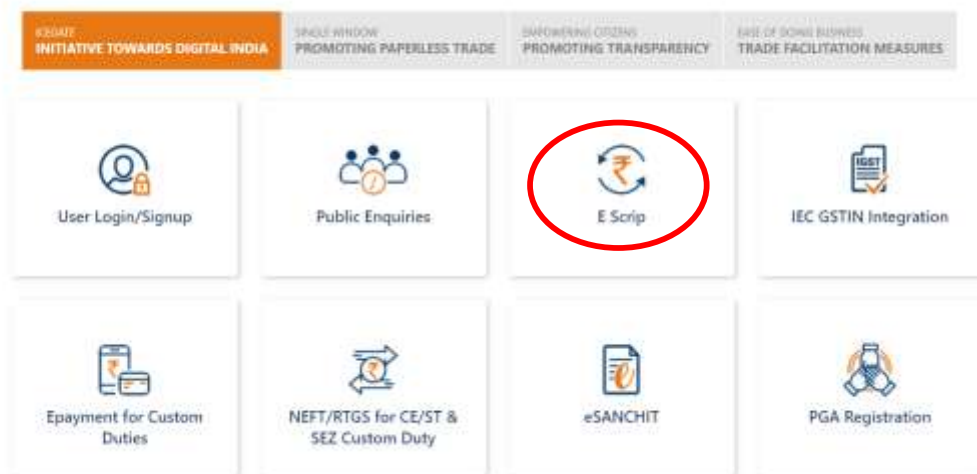 ICEGATE
INITIATIVE TOWARDS DIGITAL INDIA
SINGLE WINDOW
PROMOTING PAPERLESS TRADE
EMPOWERING CITIZENS
PROMOTING TRANSPARENCY
EASE OF DOING BUSINESS
TRADE FACILITATION MEASURES
User Login/Signup
Public Enquiries
₹
E Scrip
IGST
IEC GSTIN Integration
₹
Epayment for Custom
Duties
₹
NEFT/RTGS for CE/ST &
SEZ Custom Duty
e
eSANCHIT
PGA Registration